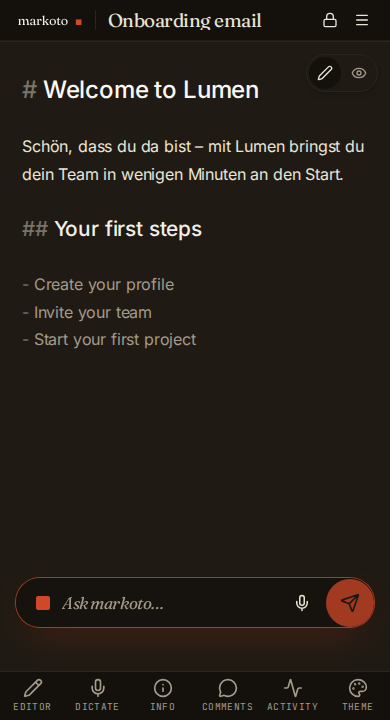 markoto
Onboarding email
# Welcome to Lumen
Schön, dass du da bist – mit Lumen bringst du
dein Team in wenigen Minuten an den Start.
## Your first steps
- Create your profile
- Invite your team
- Start your first project
Ask markoto...
EDITOR DICTATE INFO COMMENTS ACTIVITY THEME